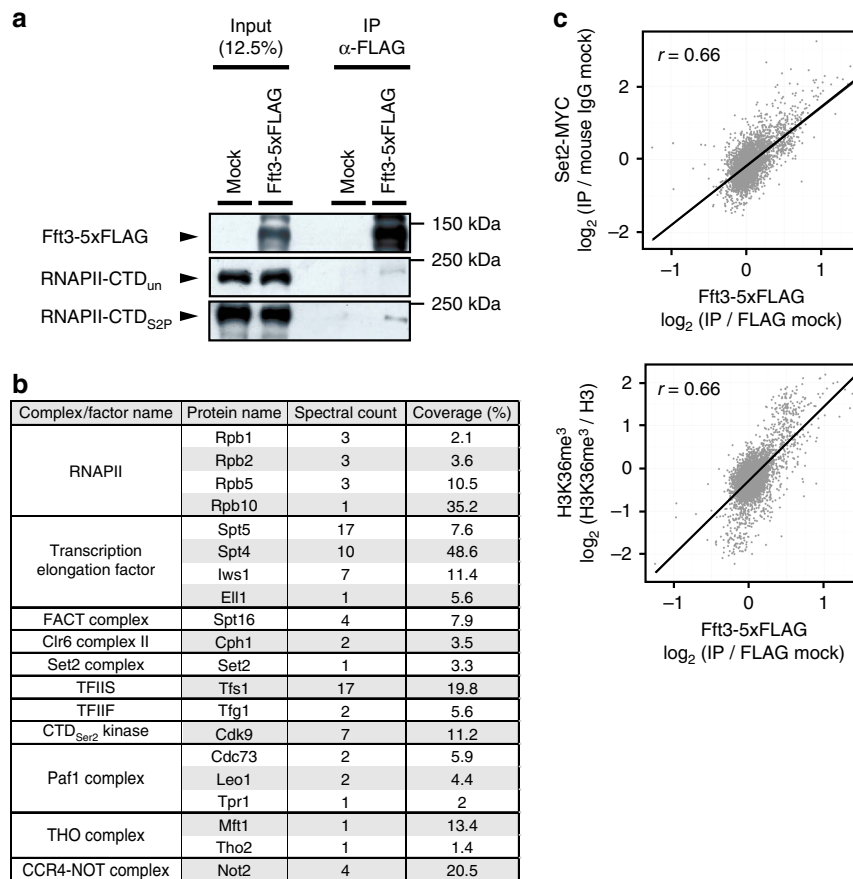 a
Input
(12.5%)
IP
α-FLAG
Mock
Fft3-5xFLAG
Mock
Fft3-5xFLAG
Fft3-5xFLAG
150 kDa
RNAPII-CTDun
250 kDa
RNAPII-CTDS2P
250 kDa
b
Complex/factor name Protein name Spectral count Coverage (%)
RNAPII
Rpb1 3 2.1
Rpb2 3 3.6
Rpb5 3 10.5
Rpb10 1 35.2
Transcription
elongation factor
Spt5 17 7.6
Spt4 10 48.6
Iws1 7 11.4
Ell1 1 5.6
FACT complex Spt16 4 7.9
Clr6 complex II Cph1 2 3.5
Set2 complex Set2 1 3.3
TFIIS Tfs1 17 19.8
TFIIF Tfg1 2 5.6
CTDSer2 kinase Cdk9 7 11.2
Paf1 complex
Cdc73 2 5.9
Leo1 2 4.4
Tpr1 1 2
THO complex
Mft1 1 13.4
Tho2 1 1.4
CCR4-NOT complex Not2 4 20.5
c
r = 0.66
Set2-MYC
log2 (IP / mouse IgG mock)
2
0
−2
−1 0 1
Fft3-5xFLAG
log2 (IP / FLAG mock)
r = 0.66
H3K36me3
log2 (H3K36me3 / H3)
2
1
0
−1
−2
−1 0 1
Fft3-5xFLAG
log2 (IP / FLAG mock)